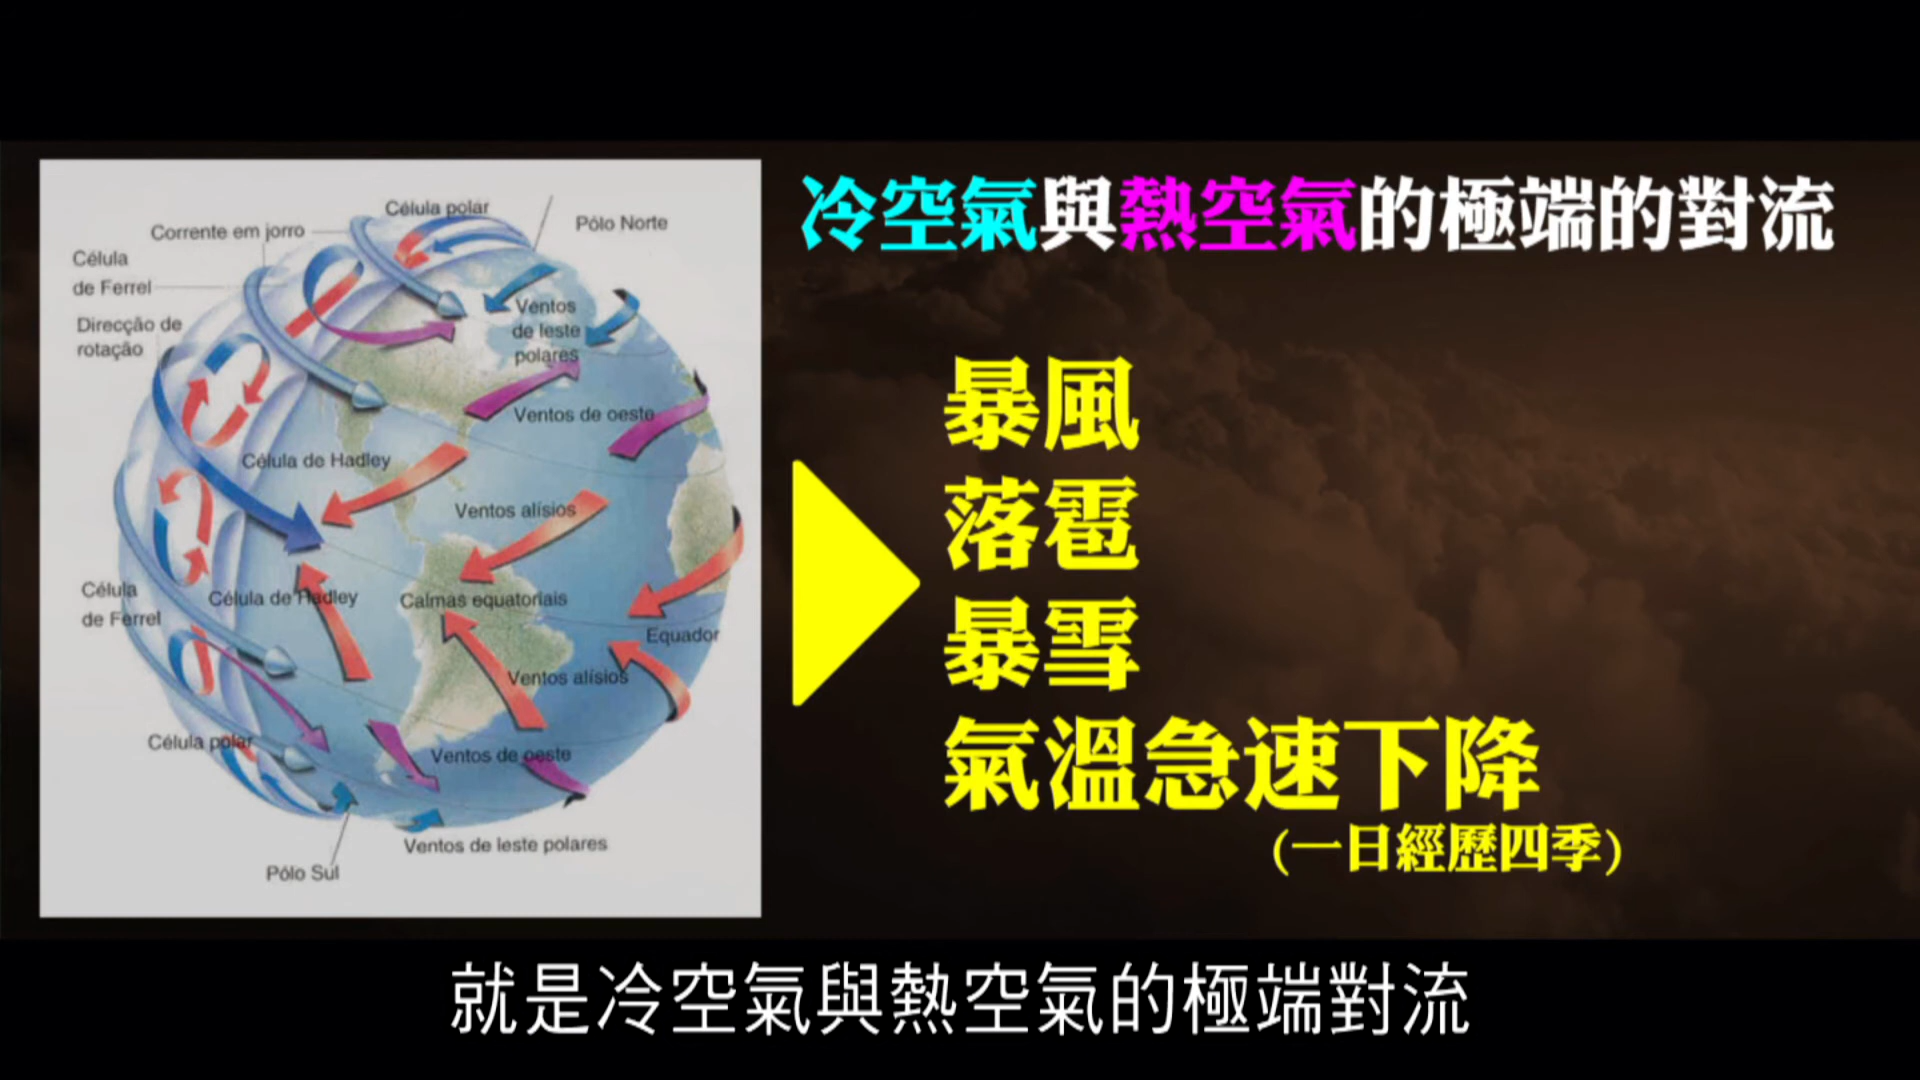 冷空氣與熱空氣的極端的對流
Célula polar
Pólo Norte
Corrente em jorro
Célula
de Ferrel
Direcção de
rotação
Ventos
de leste
polares
Ventos de oeste
Célula de Hadley
Ventos alísios
Célula
de Ferrel
Célula de Hadley
Calmas equatoriais
Equador
Ventos alísios
Célula polar
Ventos de oeste
Ventos de leste polares
Pólo Sul
暴風
落雹
暴雪
氣溫急速下降
(一日經歷四季)
就是冷空氣與熱空氣的極端對流